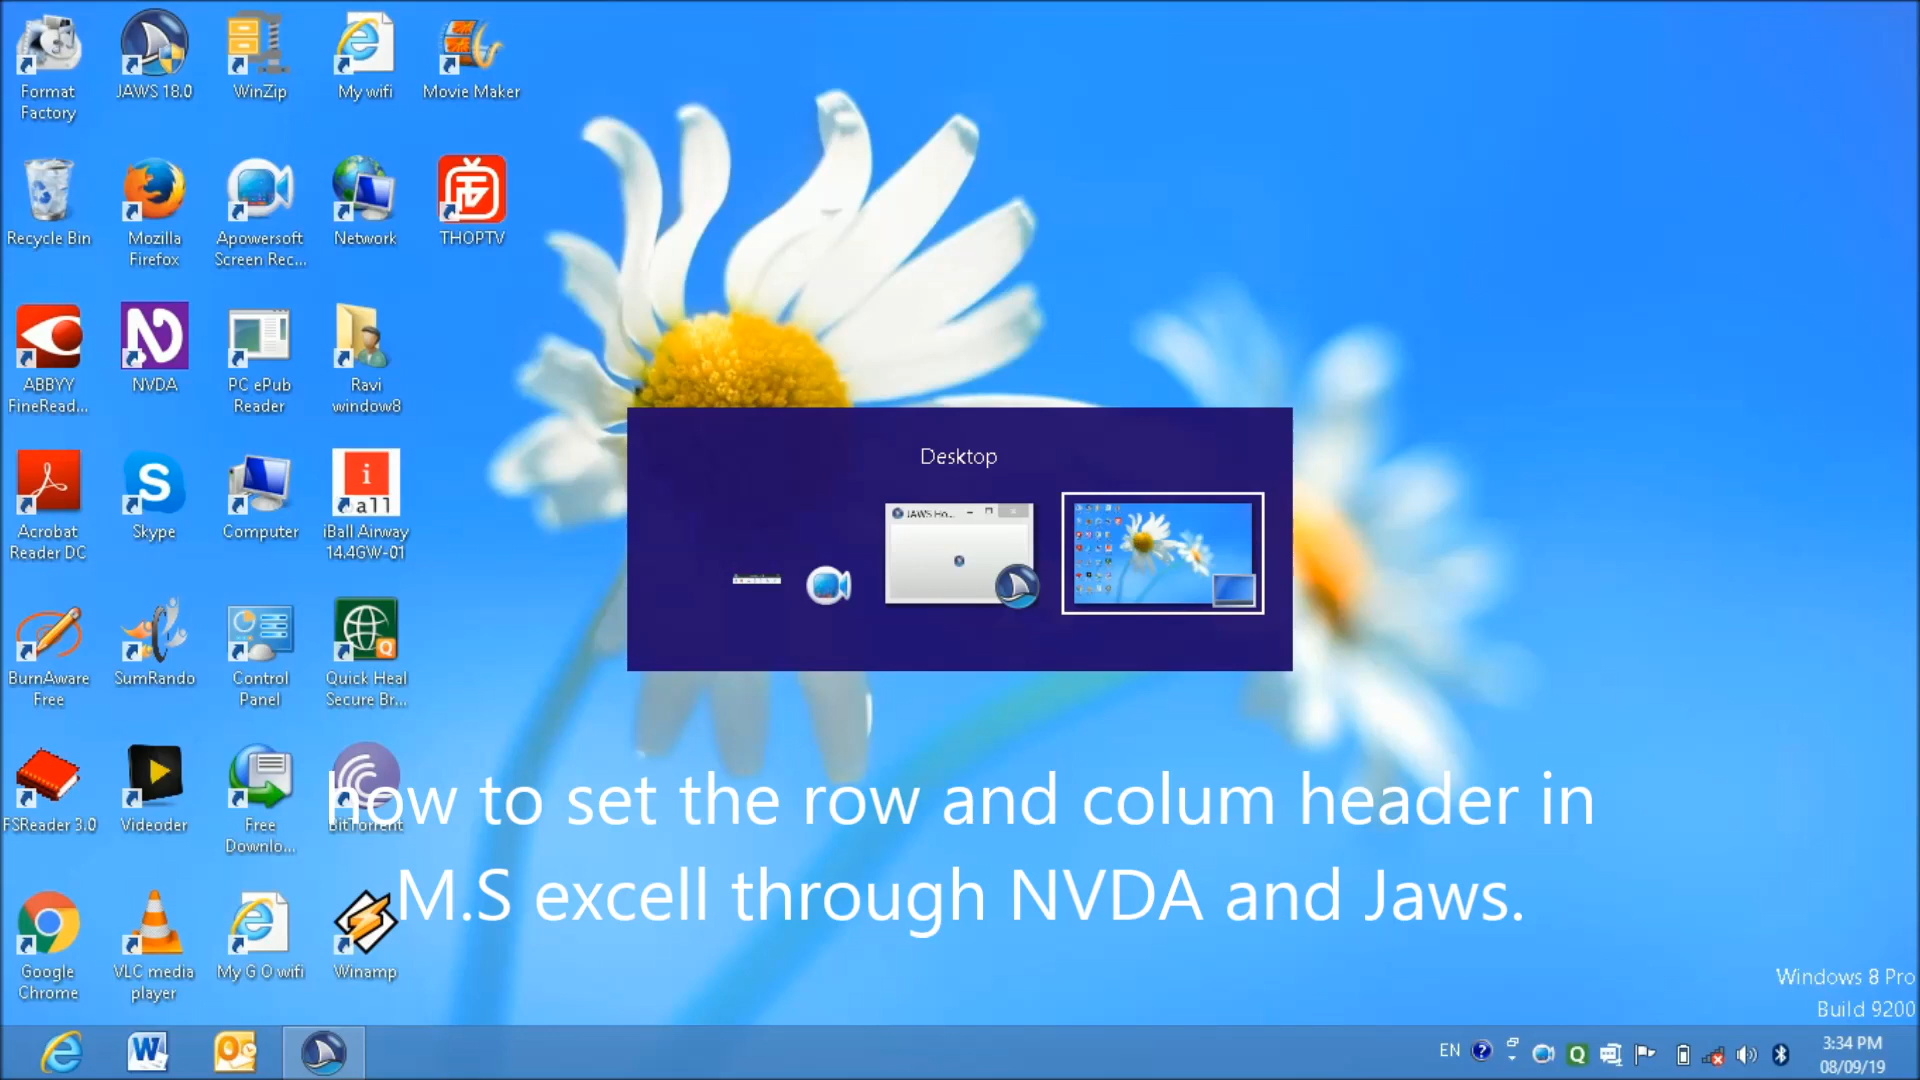 Format
Factory
JAWS 18.0
WinZip
My wifi
Movie Maker
Recycle Bin
Mozilla
Firefox
Apowersoft
Screen Rec...
Network
THOPTV
ABBYY
FineRead...
NVDA
PC ePub
Reader
Ravi
window8
Acrobat
Reader DC
Skype
Computer
i
ball
iBall Airway
14.4GW-01
BurnAware
Free
SumRando
Control
Panel
Quick Heal
Secure Br...
FSReader 3.0
Videoder
Free
Downlo...
BitTorrent
Google
Chrome
VLC media
player
My G O wifi
Winamp
Desktop
JAWS Ho...
how to set the row and colum header in
M.S excell through NVDA and Jaws.
Windows 8 Pro
Build 9200
EN
3:34 PM
08/09/19